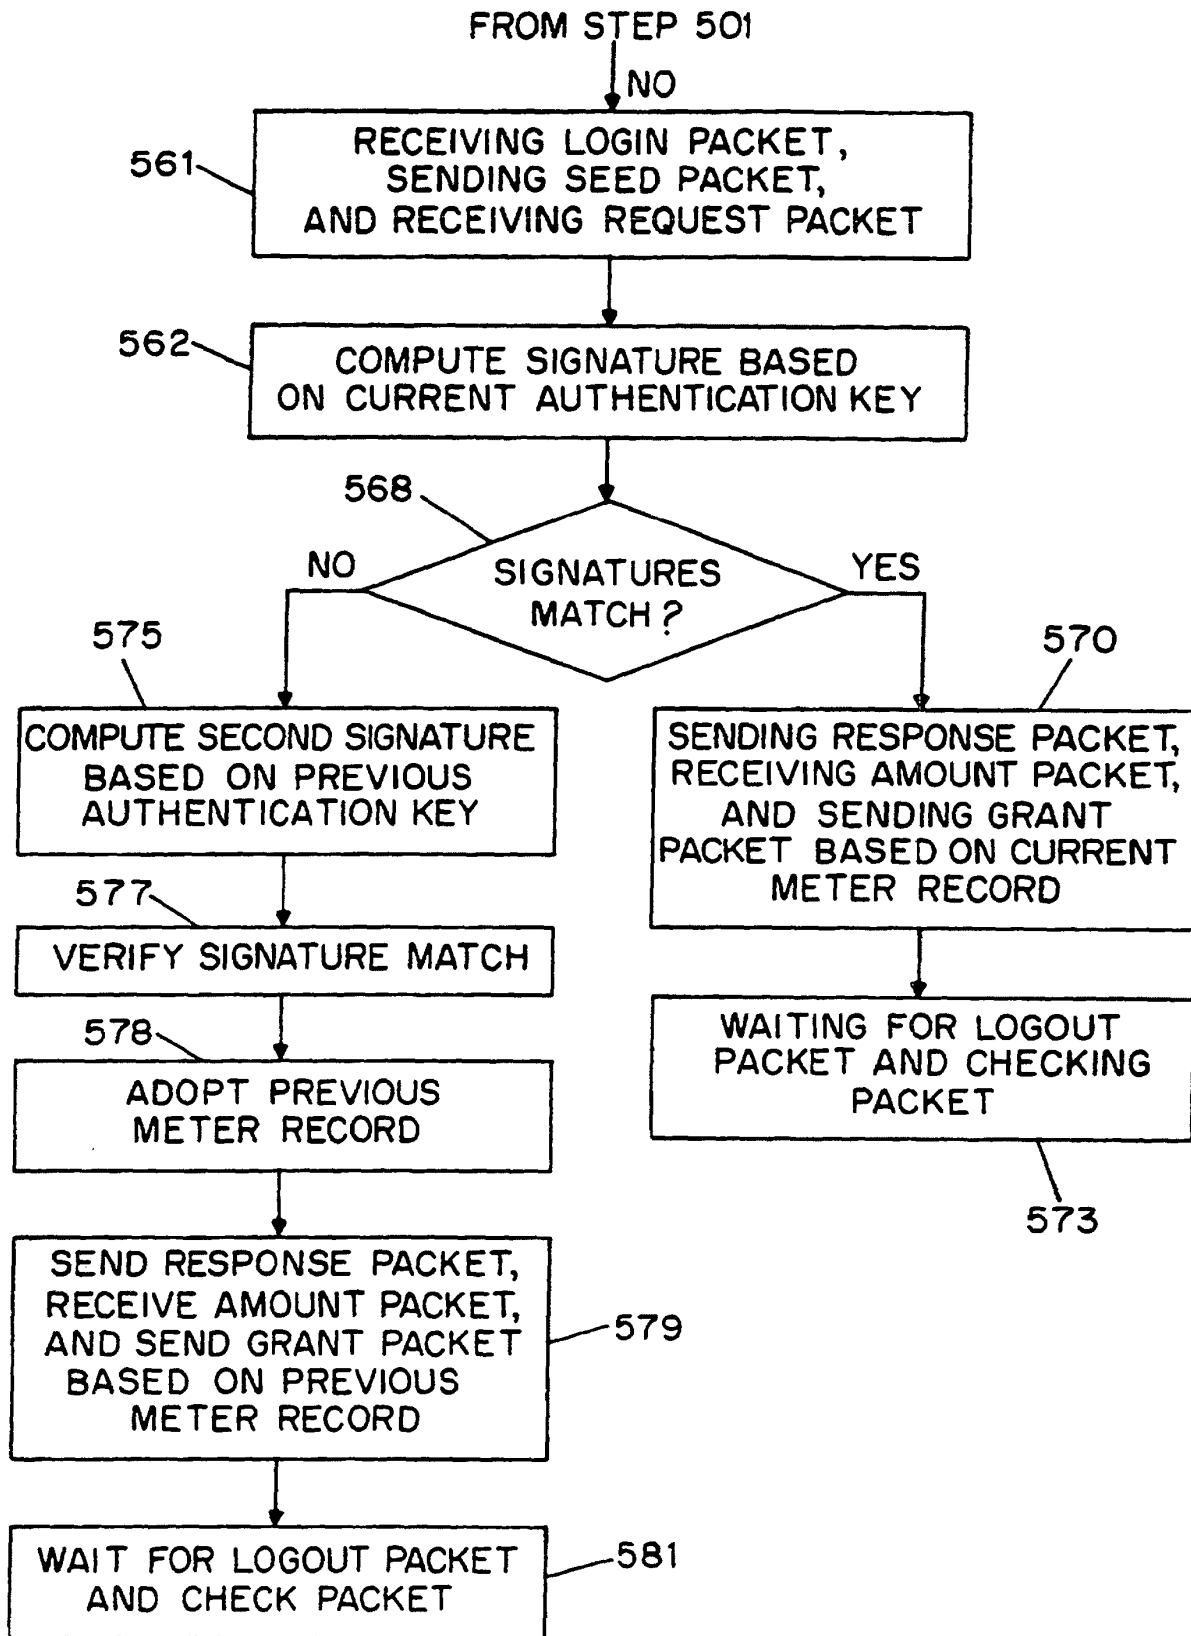 FROM STEP 501
NO
561
RECEIVING LOGIN PACKET,
SENDING SEED PACKET,
AND RECEIVING REQUEST PACKET
562
COMPUTE SIGNATURE BASED
ON CURRENT AUTHENTICATION KEY
568
NO
SIGNATURES
MATCH?
YES
575
COMPUTE SECOND SIGNATURE
BASED ON PREVIOUS
AUTHENTICATION KEY
570
SENDING RESPONSE PACKET,
RECEIVING AMOUNT PACKET,
AND SENDING GRANT
PACKET BASED ON CURRENT
METER RECORD
577
VERIFY SIGNATURE MATCH
578
ADOPT PREVIOUS
METER RECORD
WAITING FOR LOGOUT
PACKET AND CHECKING
PACKET
573
SEND RESPONSE PACKET,
RECEIVE AMOUNT PACKET,
AND SEND GRANT PACKET
BASED ON PREVIOUS
METER RECORD
579
WAIT FOR LOGOUT PACKET
AND CHECK PACKET
581